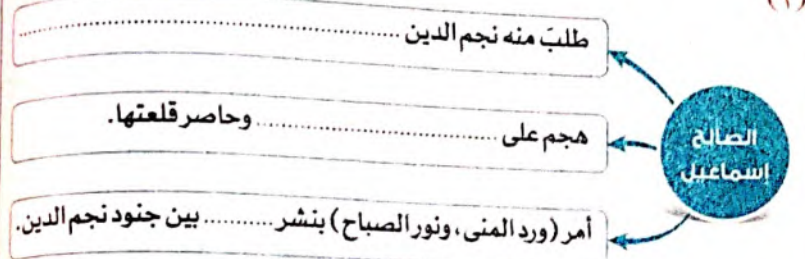 (١)
طلبَ منه نجم الدين ........................................
الصالح
إسماعيل
هجم على ........................................ وحاصر قلعتها.
أمر (ورد المنى، ونور الصباح) بنشر ........... بين جنود نجم الدين.